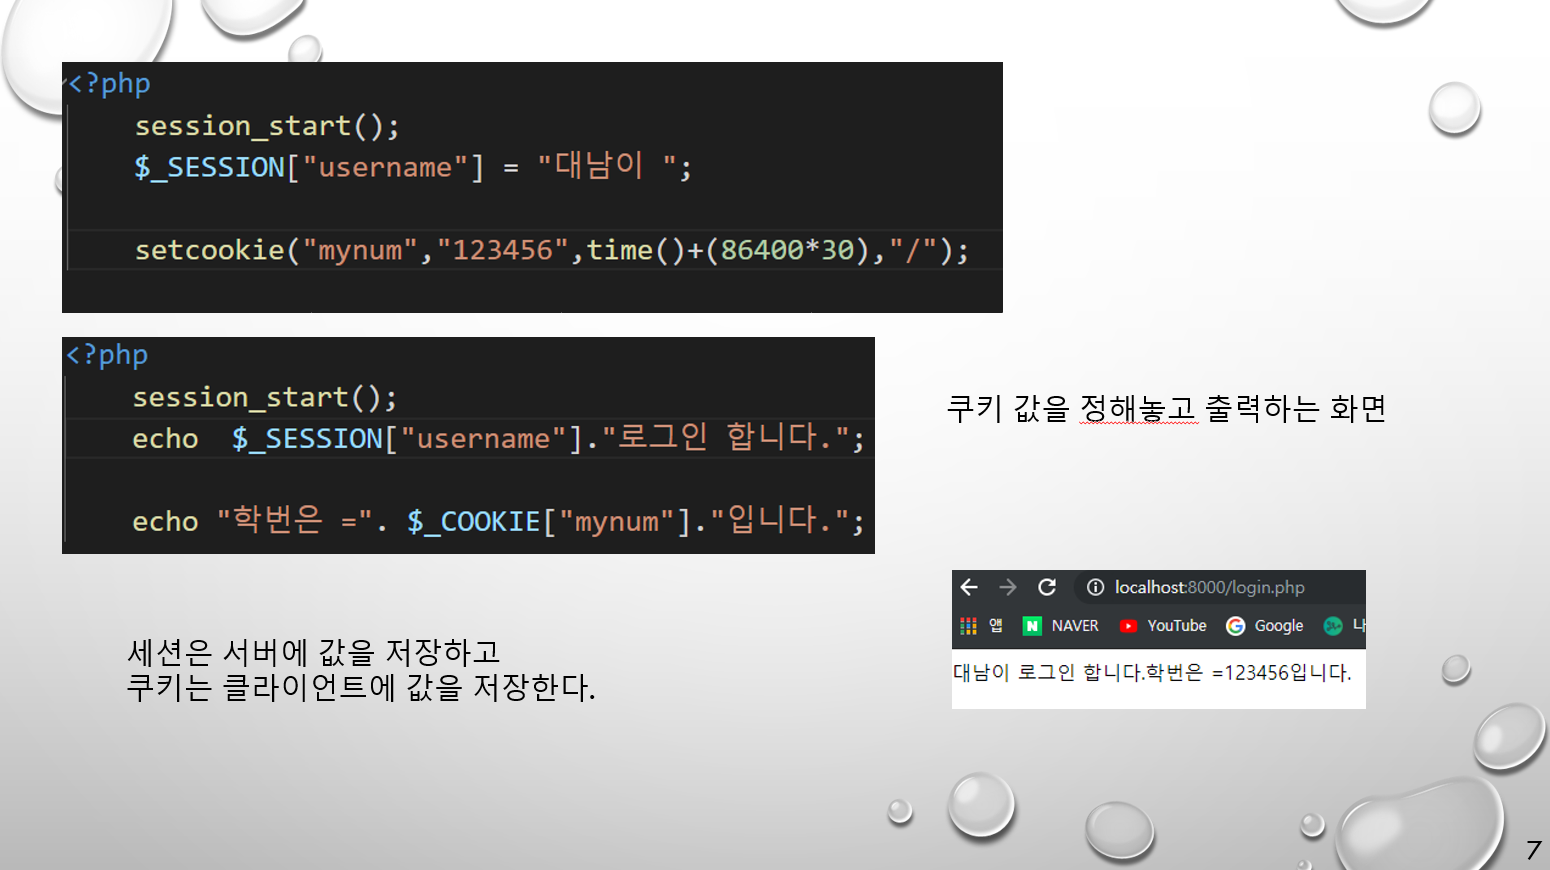 <?php
session_start();
$_SESSION["username"] = "대남이 ";
setcookie("mynum","123456",time()+(86400*30),"/");
<?php
session_start();
echo  $_SESSION["username"]."로그인 합니다.";
echo "학번은 =". $_COOKIE["mynum"]."입니다.";
쿠키 값을 정해놓고 출력하는 화면
세션은 서버에 값을 저장하고
쿠키는 클라이언트에 값을 저장한다.
localhost:8000/login.php
앱 NAVER YouTube Google
대남이 로그인 합니다.학번은 =123456입니다.
7